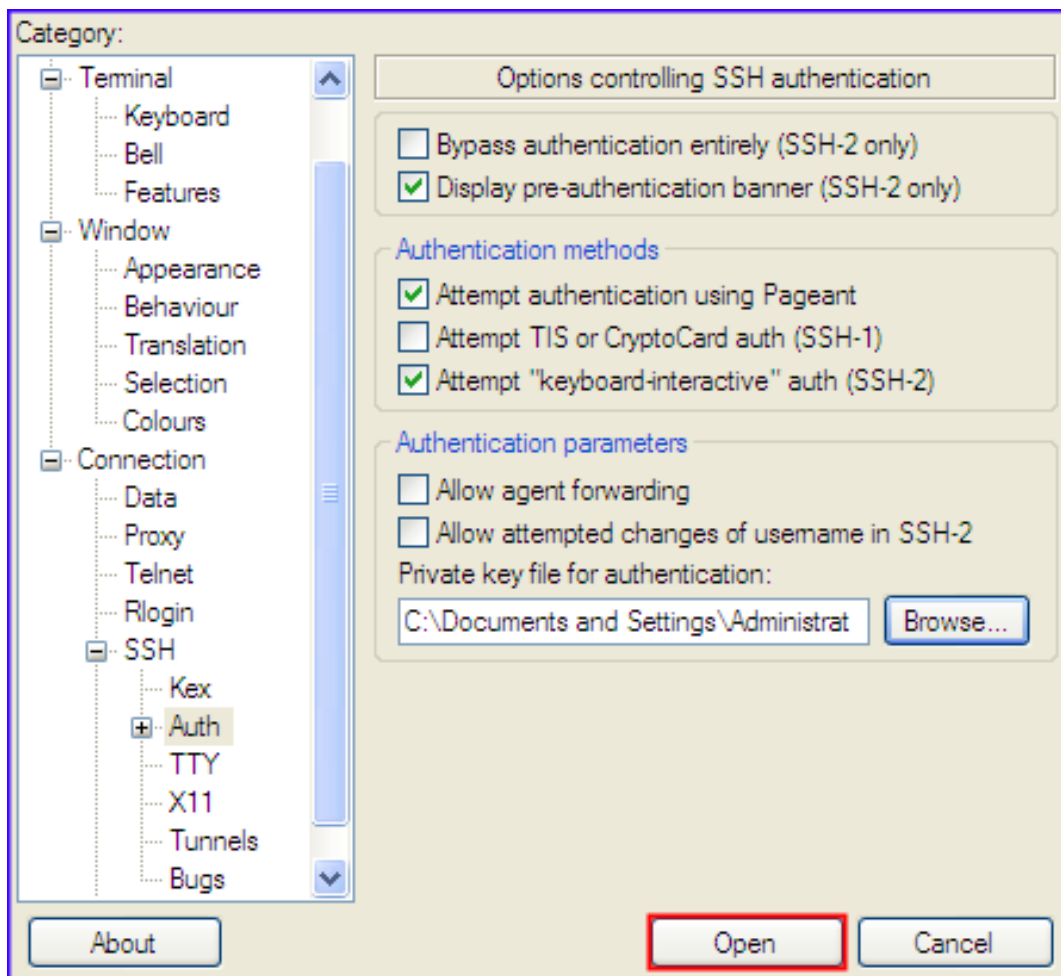 Category:
Terminal
Keyboard
Bell
Features
Window
Appearance
Behaviour
Translation
Selection
Colours
Connection
Data
Proxy
Telnet
Rlogin
SSH
Kex
Auth
TTY
X11
Tunnels
Bugs
Options controlling SSH authentication
Bypass authentication entirely (SSH-2 only)
Display pre-authentication banner (SSH-2 only)
Authentication methods
Attempt authentication using Pageant
Attempt TIS or CryptoCard auth (SSH-1)
Attempt "keyboard-interactive" auth (SSH-2)
Authentication parameters
Allow agent forwarding
Allow attempted changes of username in SSH-2
Private key file for authentication:
C:\Documents and Settings\Administrat
Browse...
About
Open
Cancel